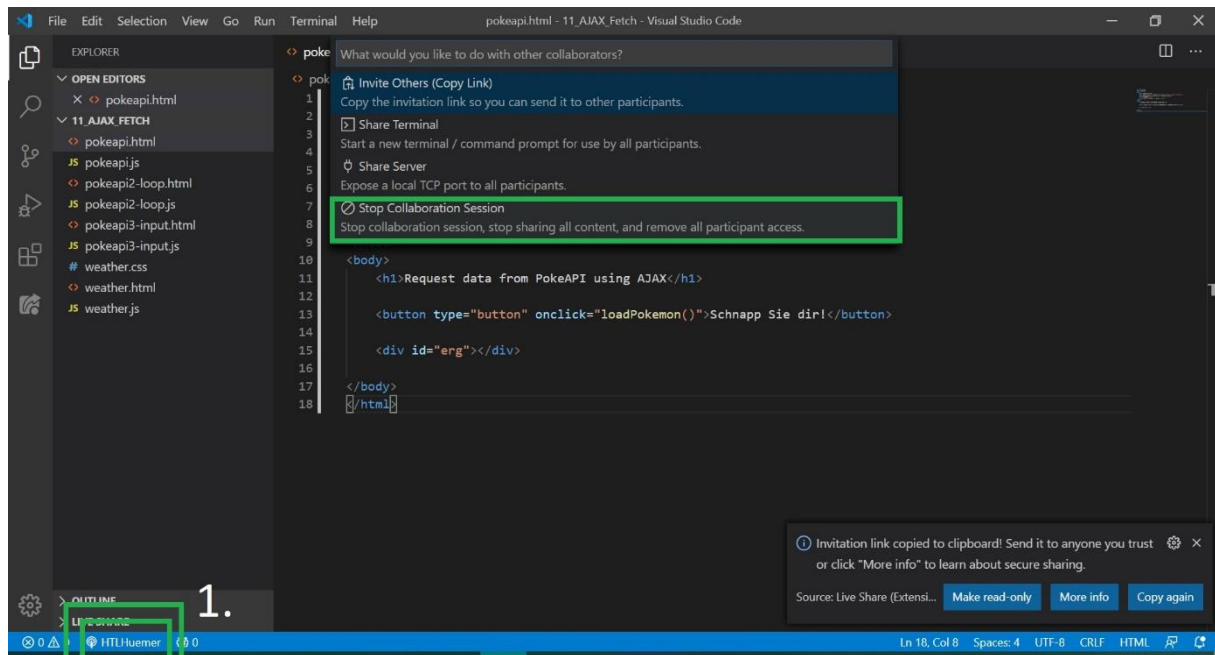 File Edit Selection View Go Run Terminal Help
pokeapi.html - 11_AJAX_Fetch - Visual Studio Code
EXPLORER
OPEN EDITORS
pokeapi.html
11_AJAX_FETCH
pokeapi.html
JS pokeapi.js
pokeapi2-loop.html
JS pokeapi2-loop.js
pokeapi3-input.html
JS pokeapi3-input.js
# weather.css
weather.html
JS weather.js
OUTLINE
LIVE SHARE
1.
<> poke
<> pok
What would you like to do with other collaborators?
Invite Others (Copy Link)
Copy the invitation link so you can send it to other participants.
Share Terminal
Start a new terminal / command prompt for use by all participants.
Share Server
Expose a local TCP port to all participants.
Stop Collaboration Session
Stop collaboration session, stop sharing all content, and remove all participant access.
1
2
3
4
5
6
7
8
9
10 <body>
11 <h1>Request data from PokeAPI using AJAX</h1>
12
13 <button type="button" onclick="loadPokemon()">Schnapp Sie dir!</button>
14
15 <div id="erg"></div>
16
17 </body>
18 </html>
Invitation link copied to clipboard! Send it to anyone you trust
or click "More info" to learn about secure sharing.
Source: Live Share (Extensi... Make read-only More info Copy again
0 HTLHuemer 0 Ln 18, Col 8 Spaces: 4 UTF-8 CRLF HTML